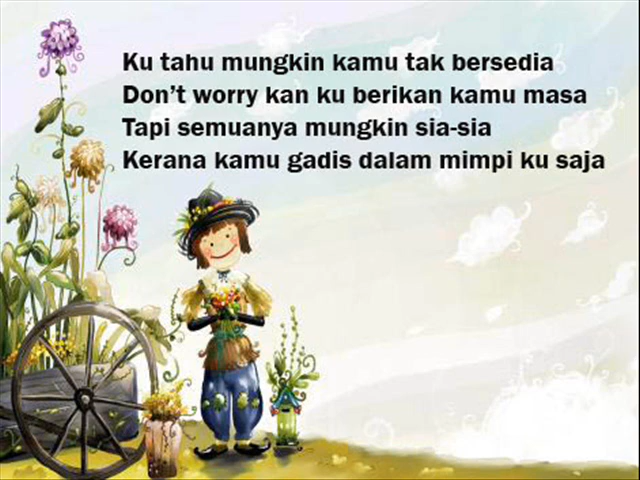 Ku tahu mungkin kamu tak bersedia
Don't worry kan ku berikan kamu masa
Tapi semuanya mungkin sia-sia
Kerana kamu gadis dalam mimpi ku saja